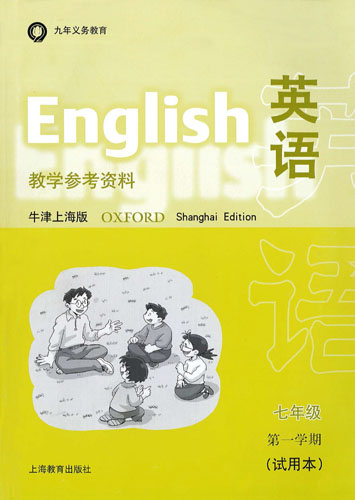 九年义务教育
English
英语
教学参考资料
牛津上海版 OXFORD Shanghai Edition
七年级
第一学期
(试用本)
上海教育出版社